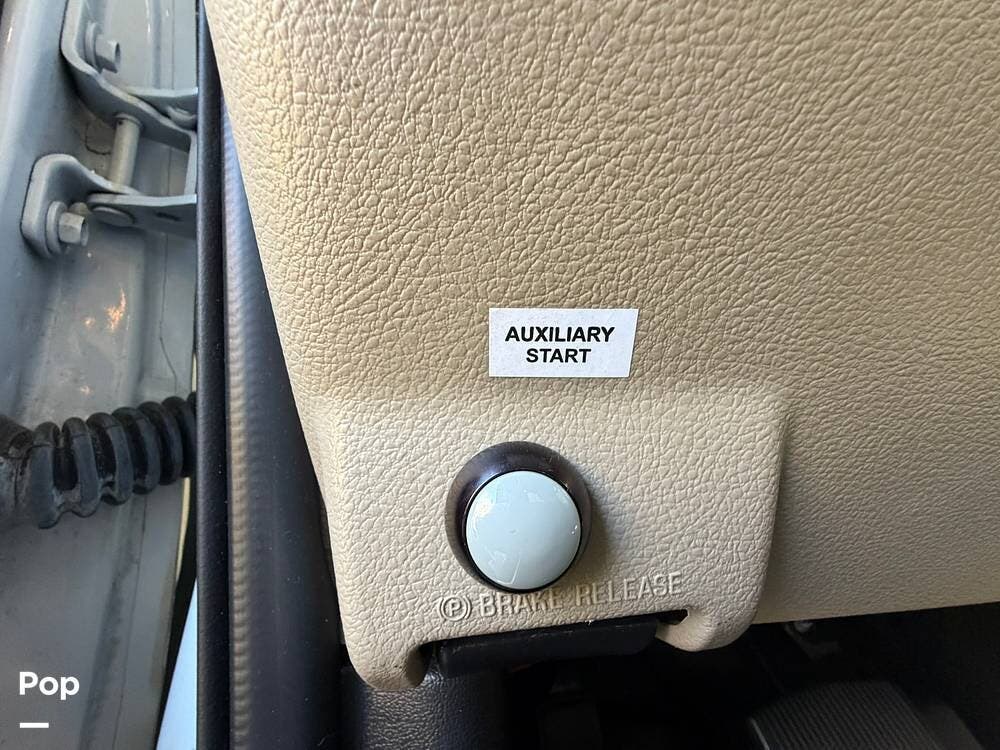 AUXILIARY
START
Ⓟ BRAKE RELEASE
Pop